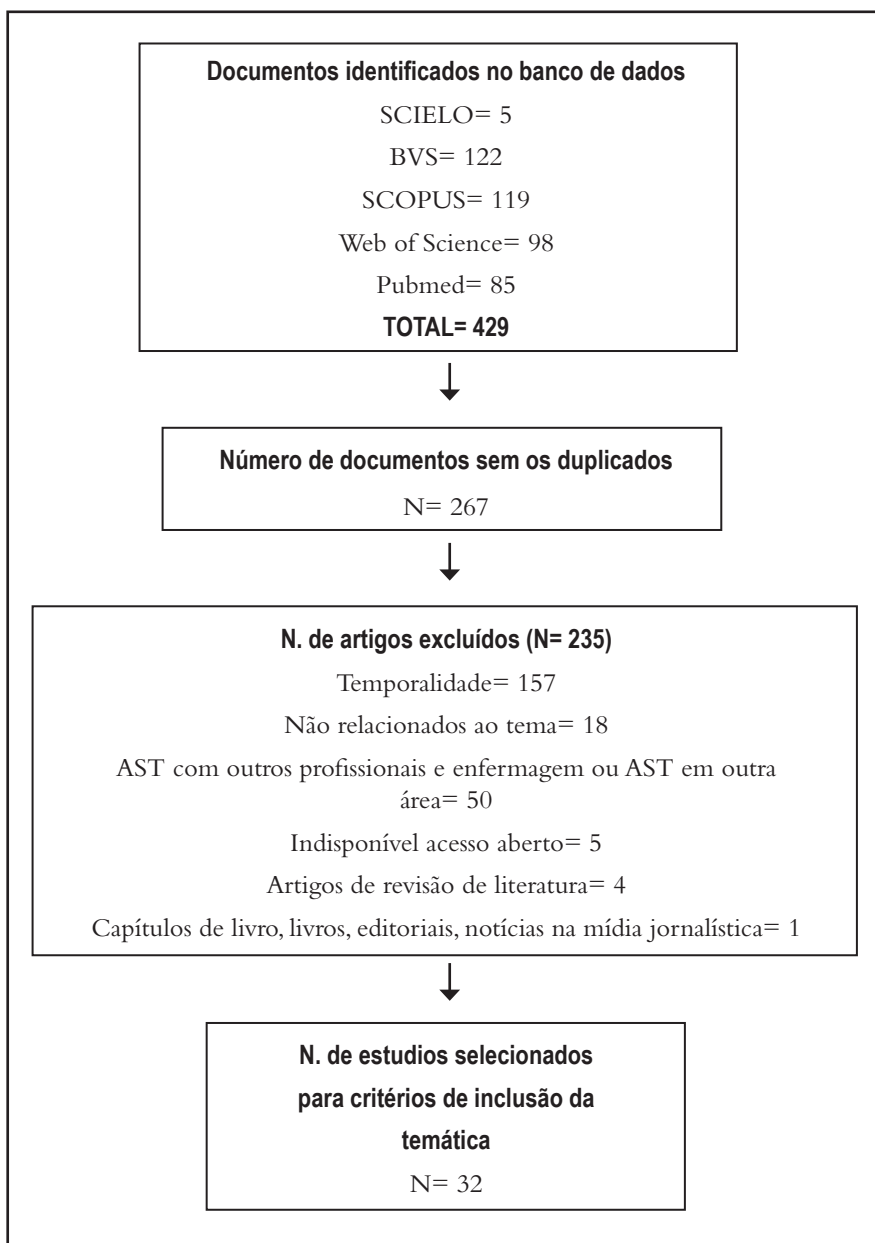 Documentos identificados no banco de dados
SCIELO= 5
BVS= 122
SCOPUS= 119
Web of Science= 98
Pubmed= 85
TOTAL= 429
Número de documentos sem os duplicados
N= 267
N. de artigos excluídos (N= 235)
Temporalidade= 157
Não relacionados ao tema= 18
AST com outros profissionais e enfermagem ou AST em outra
área= 50
Indisponível acesso aberto= 5
Artigos de revisão de literatura= 4
Capítulos de livro, livros, editoriais, notícias na mídia jornalística= 1
N. de estudios selecionados
para critérios de inclusão da
temática
N= 32